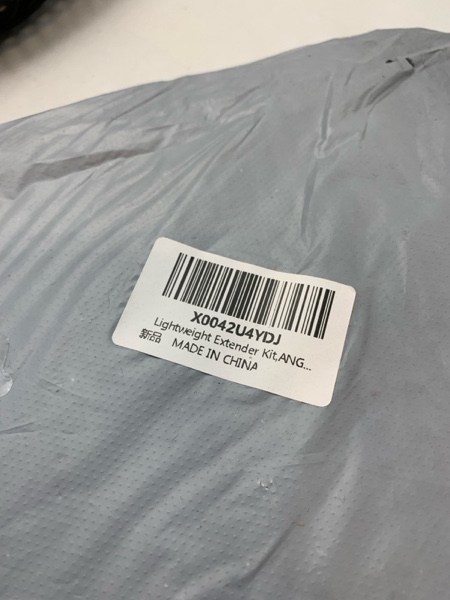 X0042U4YDJ
Lightweight Extender Kit,ANG...
新品 MADE IN CHINA